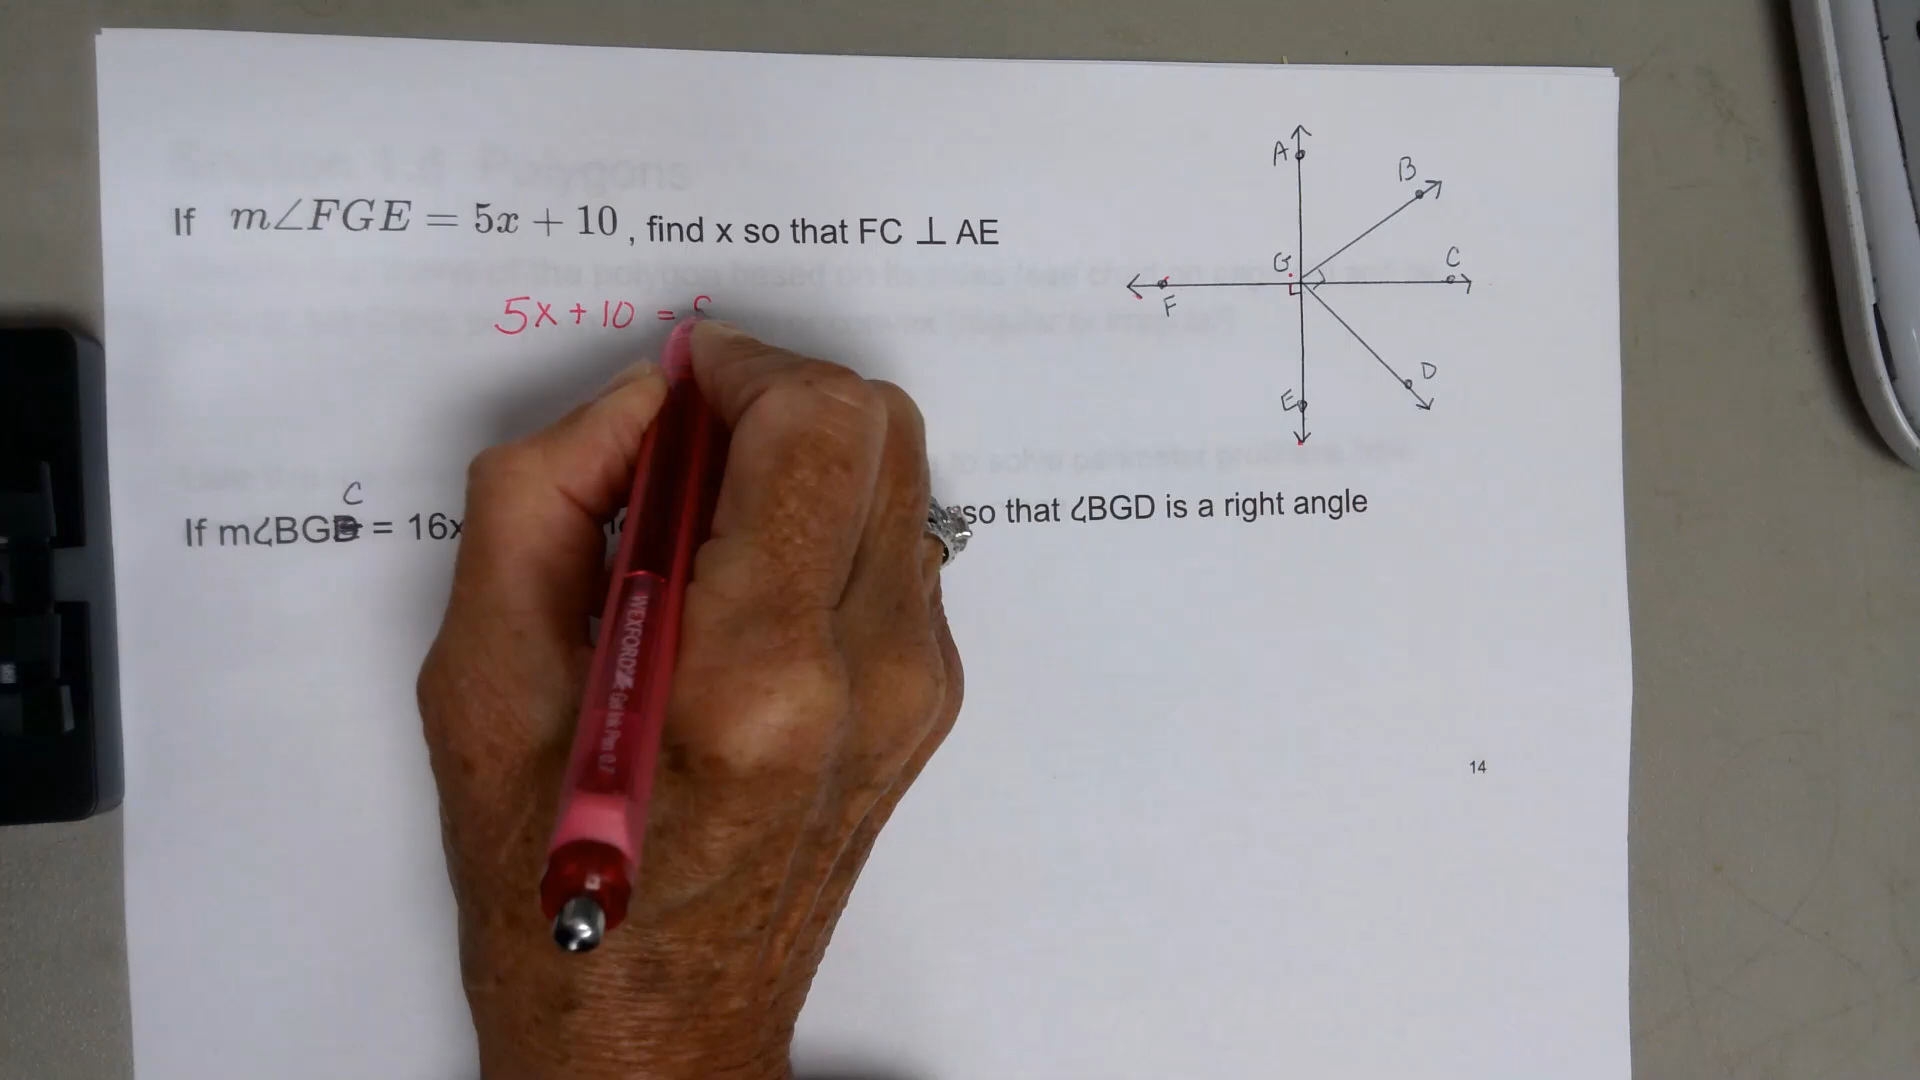 If m∠FGE = 5x + 10, find x so that FC ⊥ AE
5x + 10 =
A
B
G
C
F
D
E
C
If m∠BG = 16x so that ∠BGD is a right angle
WEXFORD Gel Ink Pen 0.7
14